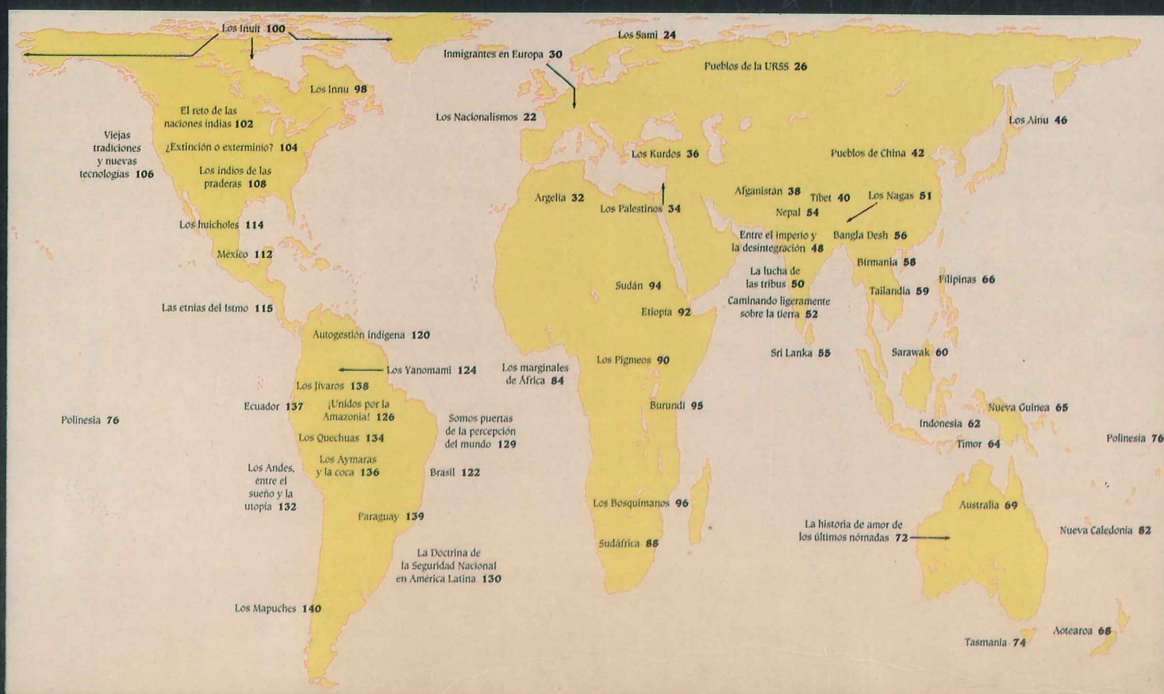 Los Inuit 100
Los Sami 24
Inmigrantes en Europa 30
Pueblos de la URSS 26
Los Innu 98
El reto de las
naciones indias 102
Los Nacionalismos 22
Los Ainu 46
Viejas
tradiciones
y nuevas
tecnologías 106
¿Extinción o exterminio? 104
Los Kurdos 36
Pueblos de China 42
Los indios de las
praderas 108
Argelia 32
Los Palestinos 34
Afganistán 38
Tíbet 40
Los Nagas 51
Nepal 54
Los huicholes 114
Entre el imperio y
la desintegración 48
Bangla Desh 56
México 112
Birmania 58
La lucha de
las tribus 50
Sudán 94
Tailandia 59
Filipinas 66
Las etnias del Istmo 115
Etiopía 92
Caminando ligeramente
sobre la tierra 52
Autogestión indígena 120
Sri Lanka 55
Sarawak 60
Los Pigmeos 90
Los Yanomami 124
Los marginales
de África 84
Los Jívaros 138
Ecuador 137
¡Unidos por la
Amazonia! 126
Burundi 95
Nueva Guinea 65
Polinesia 76
Somos puertas
de la percepción
del mundo 129
Indonesia 62
Los Quechuas 134
Timor 64
Polinesia 76
Los Aymaras
y la coca 136
Brasil 122
Los Andes,
entre el
sueño y la
utopía 132
Los Bosquimanos 96
Australia 69
Paraguay 139
La historia de amor de
los últimos nómadas 72
Nueva Caledonia 82
Sudáfrica 88
La Doctrina de
la Seguridad Nacional
en América Latina 130
Los Mapuches 140
Aotearoa 68
Tasmania 74